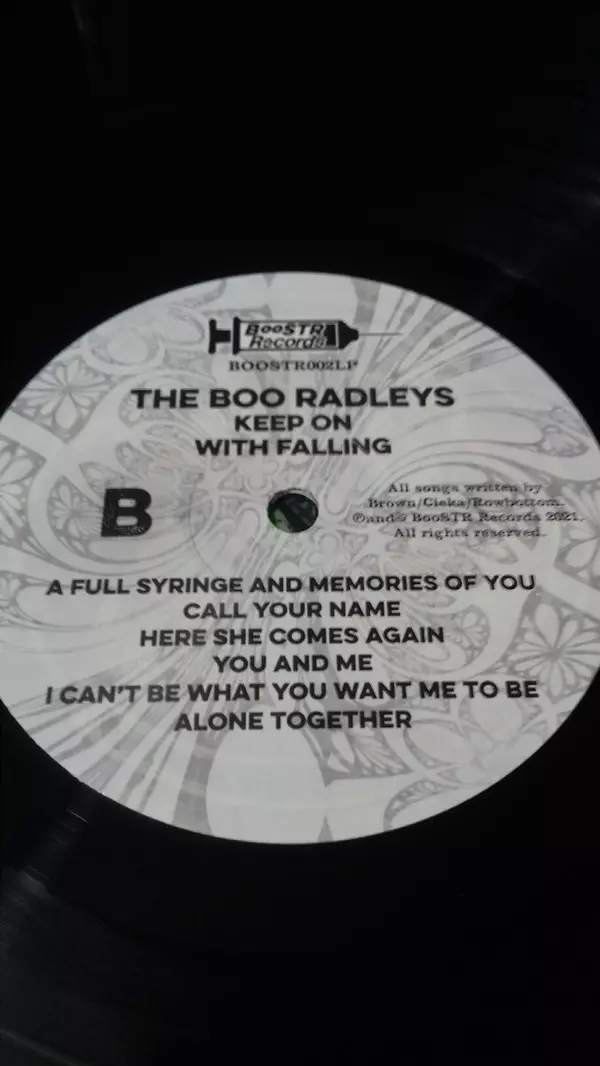 BooSTR
Records
BOOSTR002LP
THE BOO RADLEYS
KEEP ON
WITH FALLING
B
All songs written by
Brown/Cieka/Rowbottom.
℗and© BooSTR Records 2021.
All rights reserved.
A FULL SYRINGE AND MEMORIES OF YOU
CALL YOUR NAME
HERE SHE COMES AGAIN
YOU AND ME
I CAN'T BE WHAT YOU WANT ME TO BE
ALONE TOGETHER